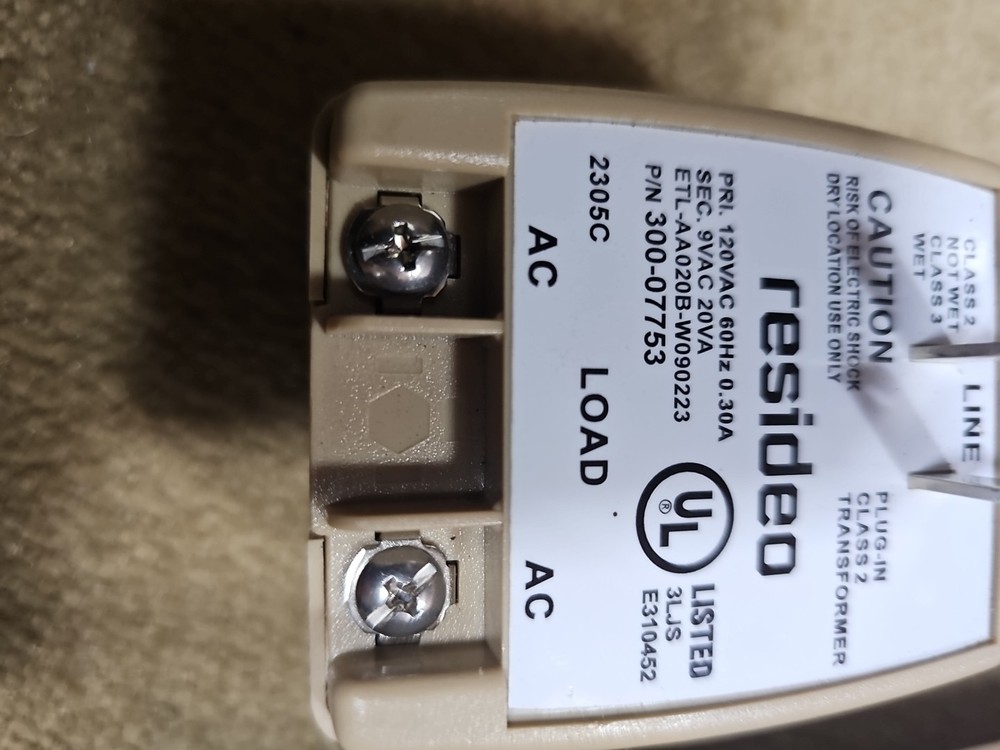 CLASS 2
NOT WET
CLASS 3
WET
LINE
PLUG-IN
CLASS 2
TRANSFORMER
CAUTION
RISK OF ELECTRIC SHOCK
DRY LOCATION USE ONLY
resideo
PRI. 120VAC 60Hz 0.30A
SEC. 9VAC 20VA
ETL-AA020B-W090223
P/N 300-07753
UL ®
LISTED
3LJS
E310452
2305C
LOAD
AC
AC